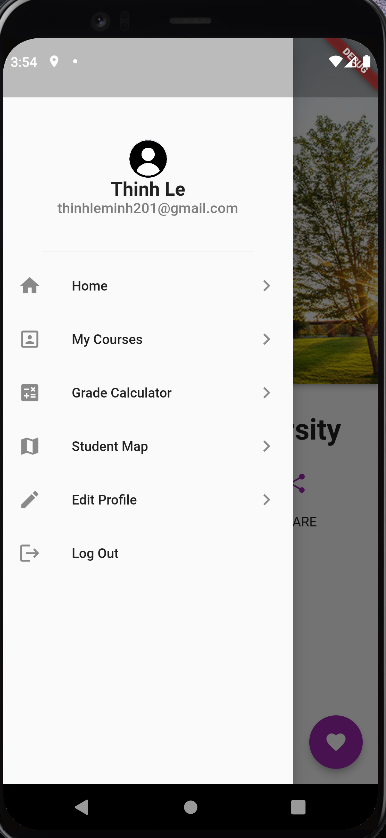 3:54
DEBUG
Thinh Le
thinhleminh201@gmail.com
Home
My Courses
Grade Calculator
Student Map
Edit Profile
Log Out
rsity
ARE